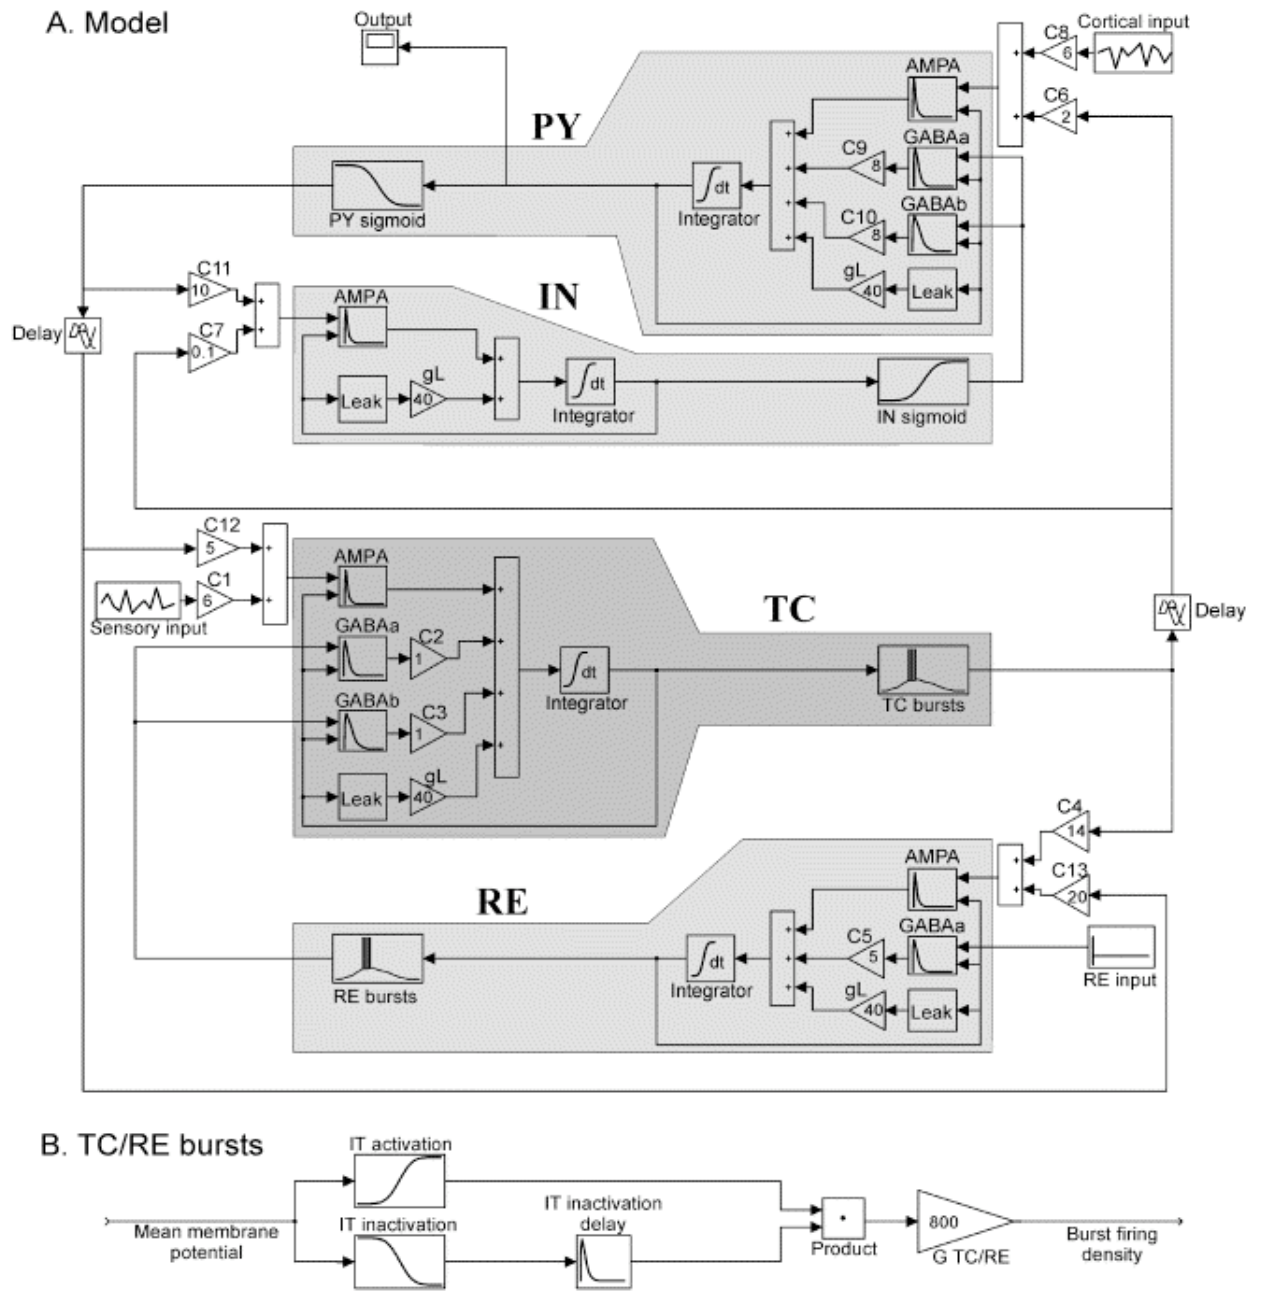 A. Model
Output
Cortical input
C8
6
C6
2
AMPA
PY
GABAa
C9
8
GABAb
C10
8
gL
40
Leak
dt
Integrator
PY sigmoid
+
+
+
+
+
+
C11
10
C7
0.1
+
+
Delay
IN
AMPA
Leak
gL
40
+
+
dt
Integrator
IN sigmoid
C12
5
C1
6
+
+
Sensory input
TC
AMPA
GABAa
C2
1
GABAb
C3
1
Leak
gL
40
+
+
+
+
dt
Integrator
TC bursts
Delay
C4
14
C13
20
+
+
RE
AMPA
GABAa
C5
5
gL
40
Leak
+
+
+
dt
Integrator
RE bursts
RE input
B. TC/RE bursts
IT activation
IT inactivation
IT inactivation
delay
Mean membrane
potential
Product
800
G TC/RE
Burst firing
density